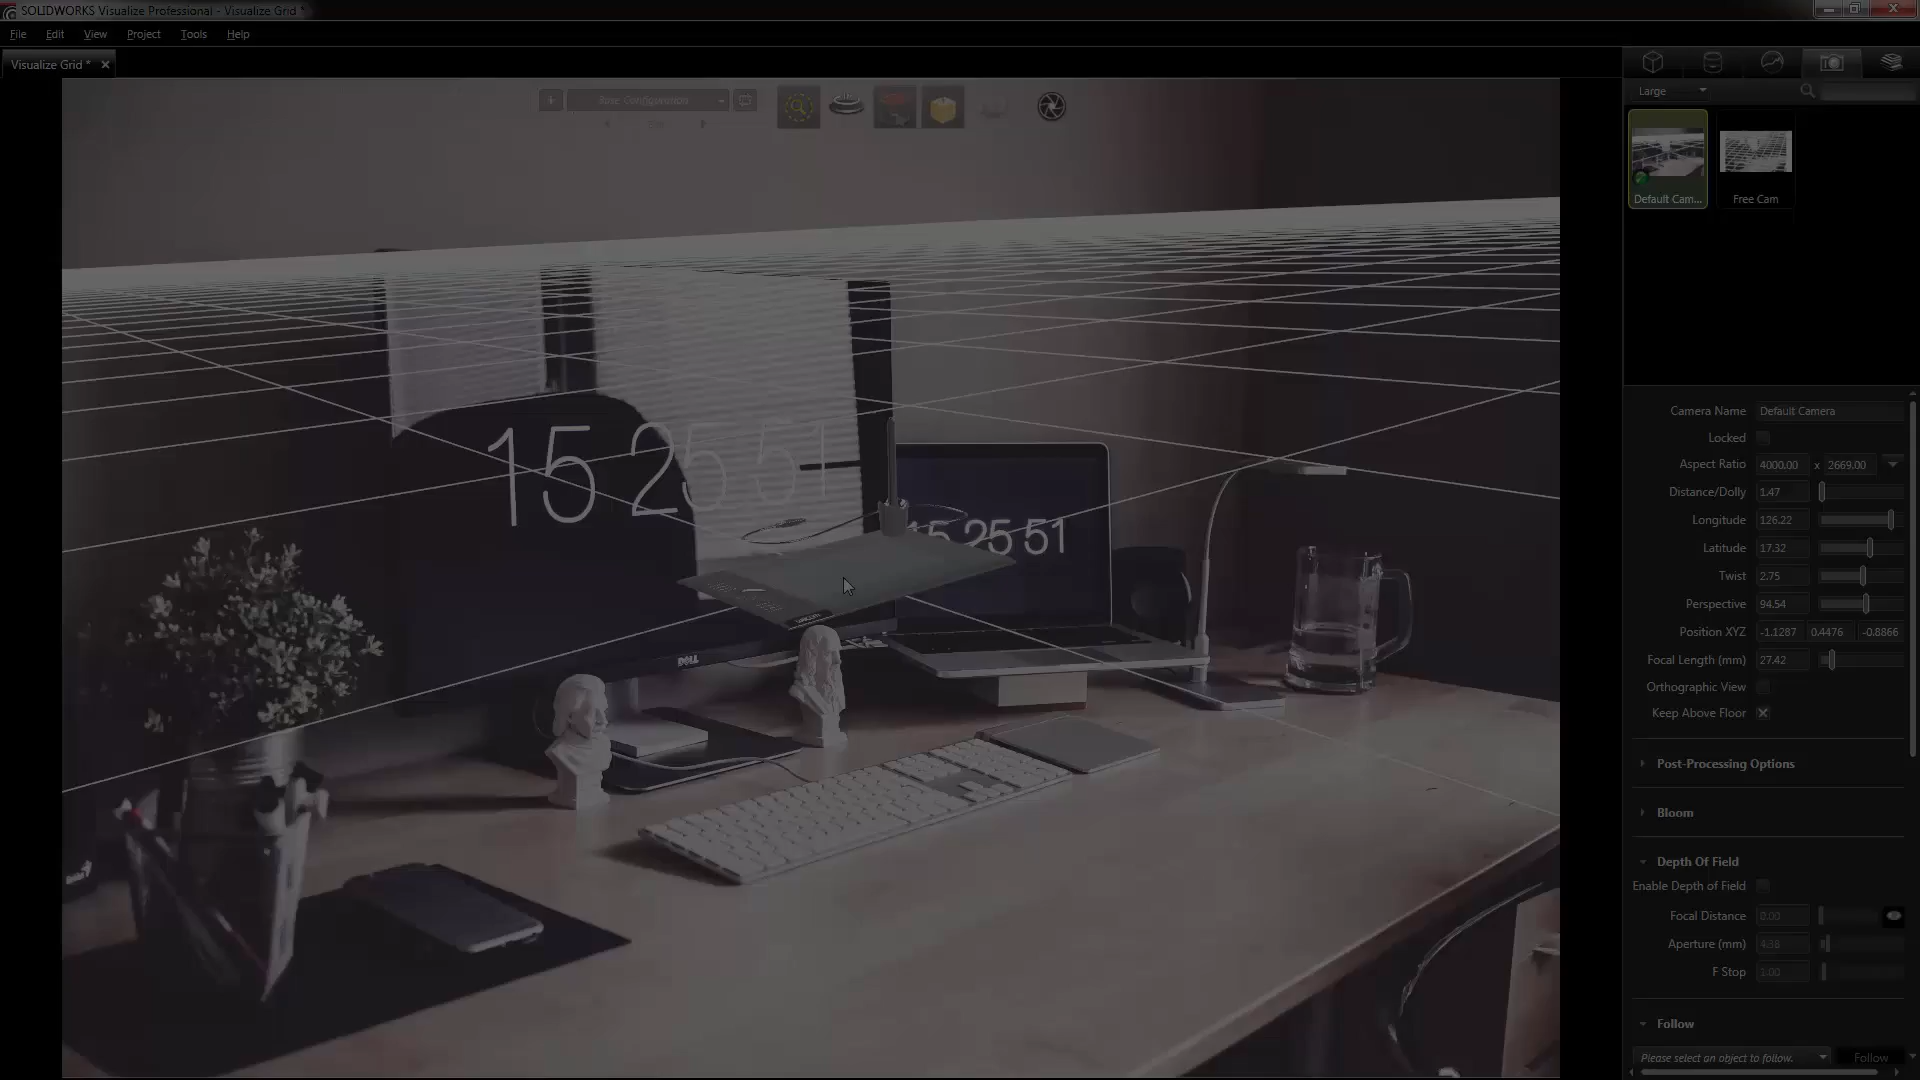 SOLIDWORKS Visualize Professional - Visualize Grid *
File Edit View Project Tools Help
Visualize Grid *
Base Configuration
Large
Default Cam...
Free Cam
Camera Name Default Camera
Locked
Aspect Ratio 4000.00 x 2669.00
Distance/Dolly 1.47
Longitude 126.22
Latitude 17.32
Twist 2.75
Perspective 94.54
Position XYZ -1.1287 0.4476 -0.8866
Focal Length (mm) 27.42
Orthographic View
Keep Above Floor
Post-Processing Options
Bloom
Depth Of Field
Enable Depth of Field
Focal Distance 0.00
Aperture (mm) 4.38
F Stop 1.00
Follow
Please select an object to follow. Follow
15 25 51
15 25 51
DELL